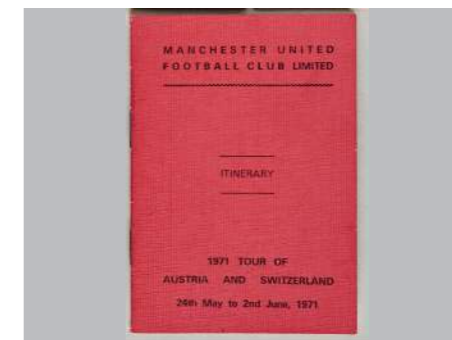 MANCHESTER UNITED
FOOTBALL CLUB LIMITED
ITINERARY
1971 TOUR OF
AUSTRIA AND SWITZERLAND
24th May to 2nd June, 1971